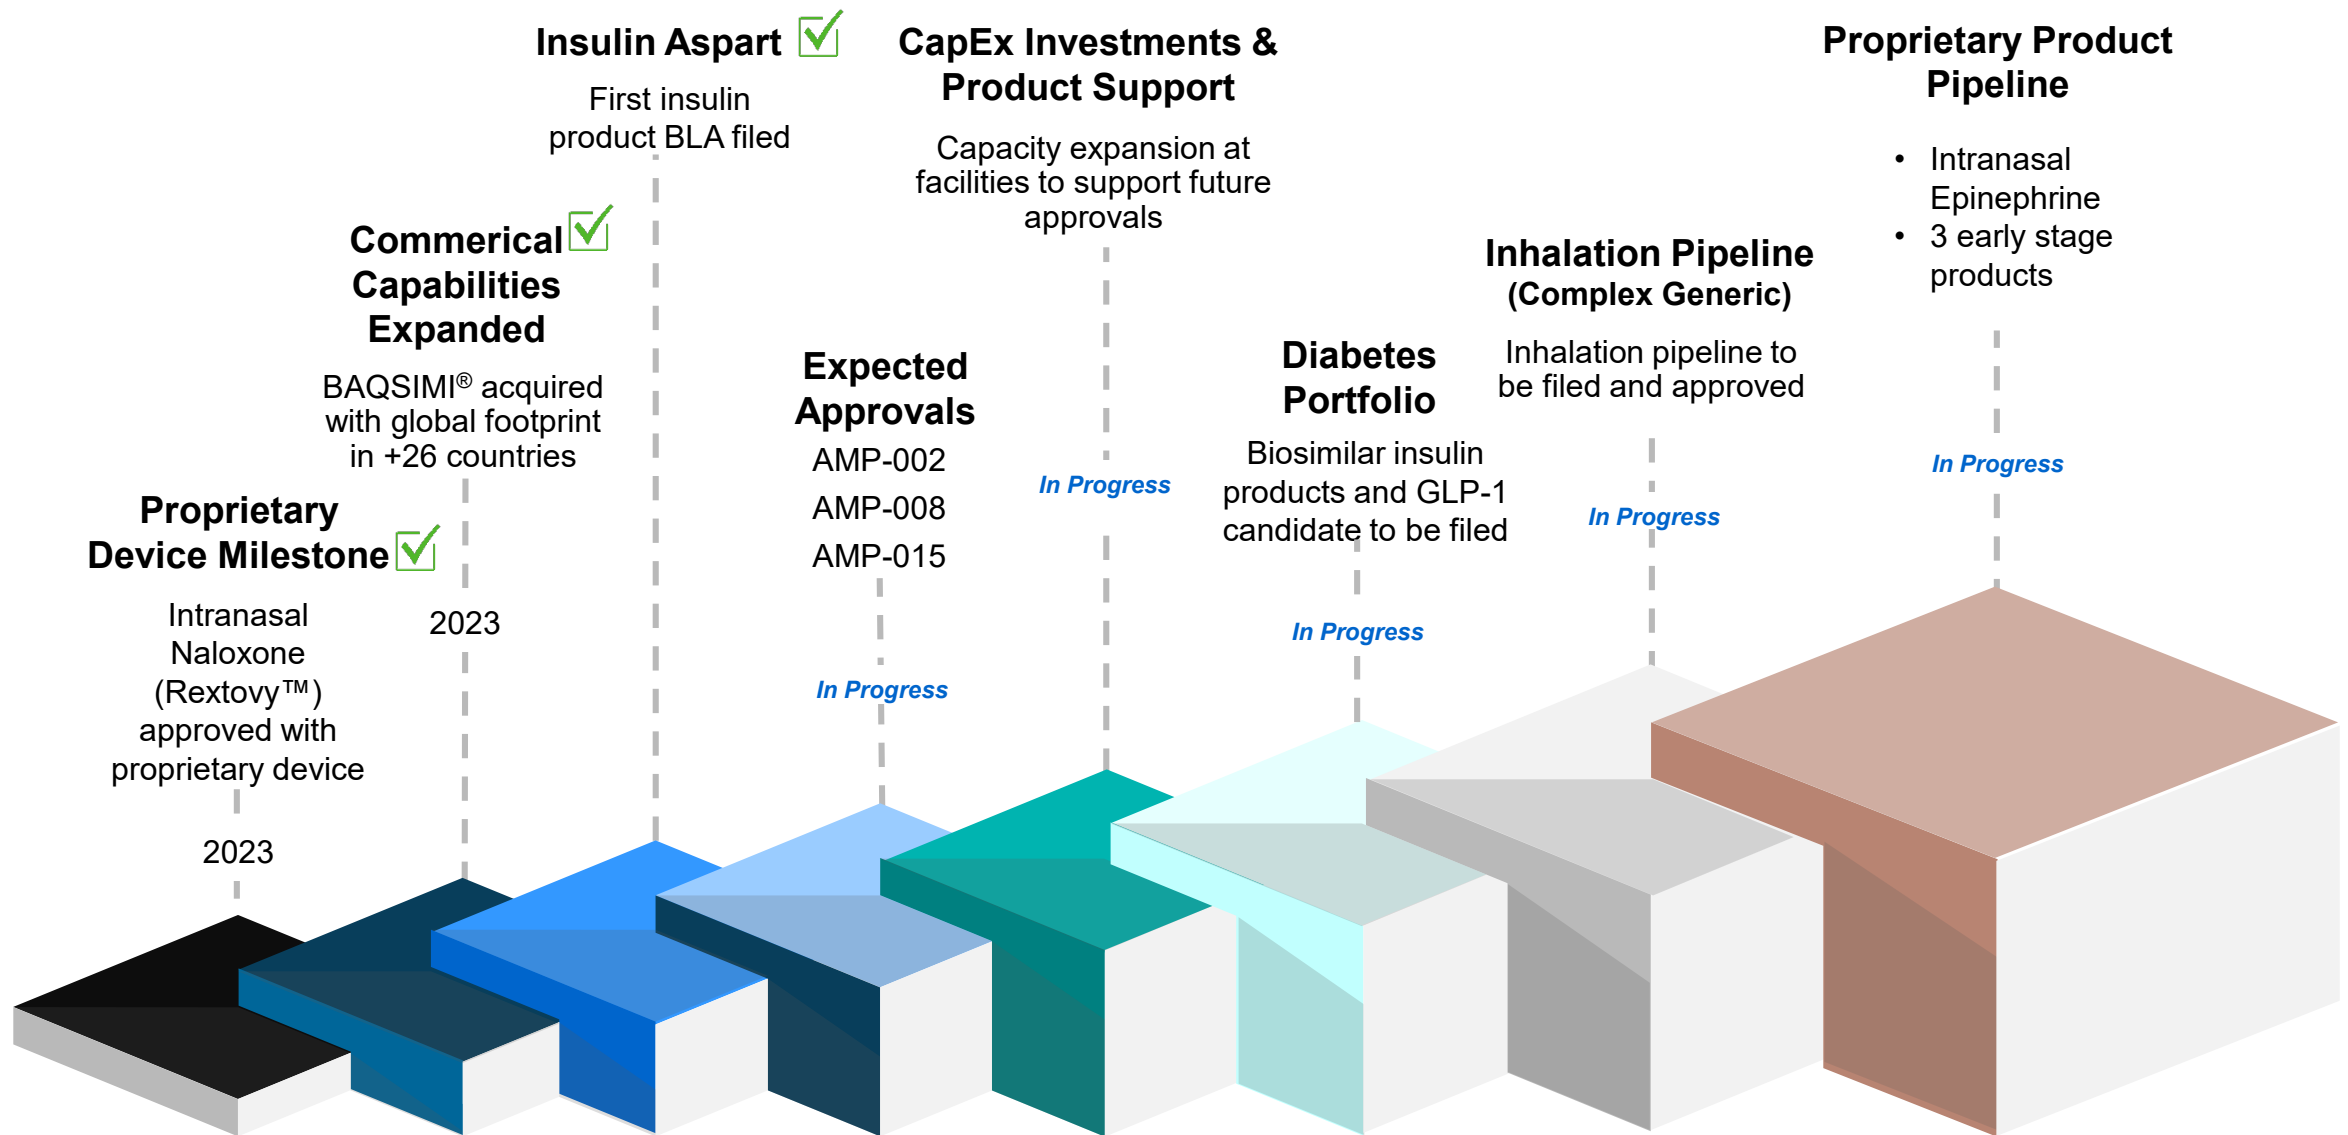 Proprietary
Device Milestone
Intranasal
Naloxone
(Rextovy™)
approved with
proprietary device
2023
Commerical
Capabilities
Expanded
BAQSIMI® acquired
with global footprint
in +26 countries
2023
Insulin Aspart
First insulin
product BLA filed
Expected
Approvals
AMP-002
AMP-008
AMP-015
In Progress
CapEx Investments &
Product Support
Capacity expansion at
facilities to support future
approvals
In Progress
Diabetes
Portfolio
Biosimilar insulin
products and GLP-1
candidate to be filed
In Progress
Inhalation Pipeline
(Complex Generic)
Inhalation pipeline to
be filed and approved
In Progress
Proprietary Product
Pipeline
• Intranasal
Epinephrine
• 3 early stage
products
In Progress